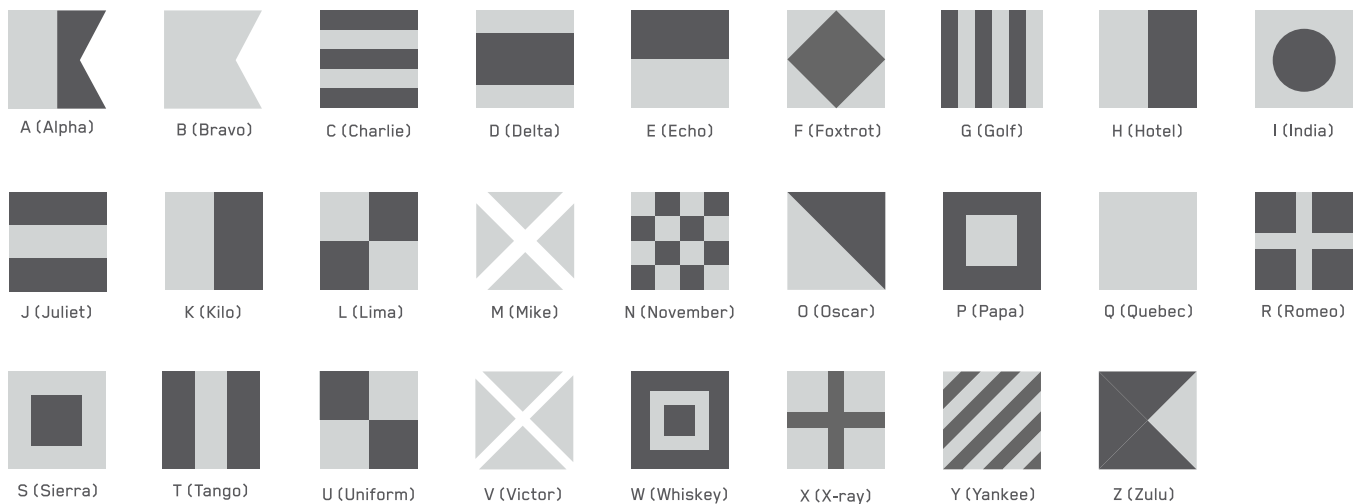 A (Alpha) B (Bravo) C (Charlie) D (Delta) E (Echo) F (Foxtrot) G (Golf) H (Hotel) I (India)
J (Juliet) K (Kilo) L (Lima) M (Mike) N (November) O (Oscar) P (Papa) Q (Quebec) R (Romeo)
S (Sierra) T (Tango) U (Uniform) V (Victor) W (Whiskey) X (X-ray) Y (Yankee) Z (Zulu)